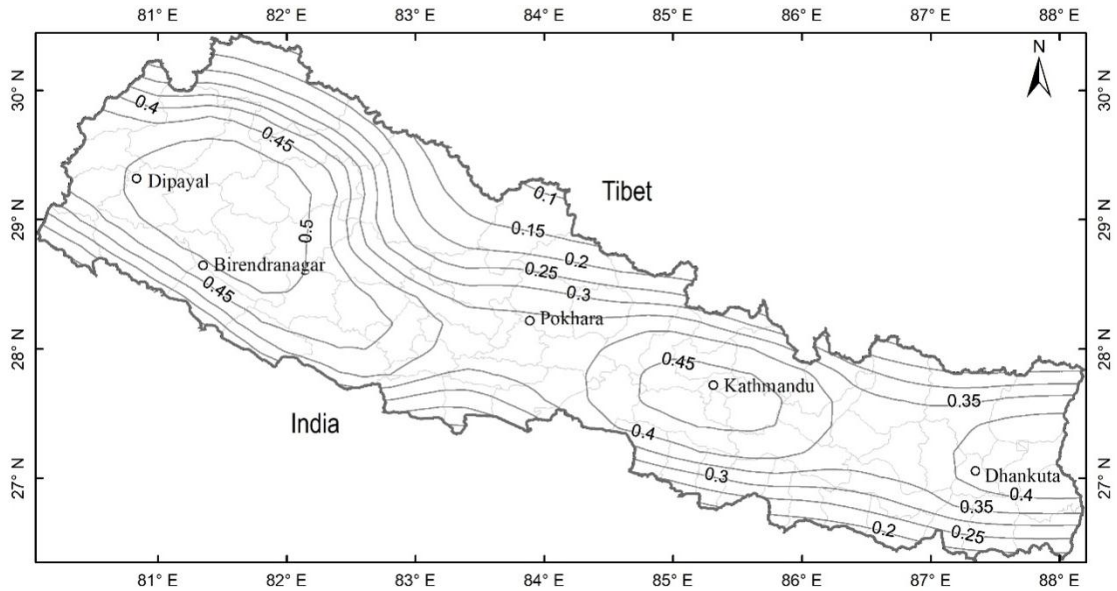 81° E 82° E 83° E 84° E 85° E 86° E 87° E 88° E
N
30° N
30° N
0.4
0.45
Dipayal
Tibet
0.1
29° N
29° N
0.15
0.5
0.2
Birendranagar
0.25
0.45
0.3
Pokhara
28° N
28° N
0.45
Kathmandu
0.35
India
0.4
0.3
Dhankuta
27° N
27° N
0.4
0.35
0.2
0.25
81° E 82° E 83° E 84° E 85° E 86° E 87° E 88° E